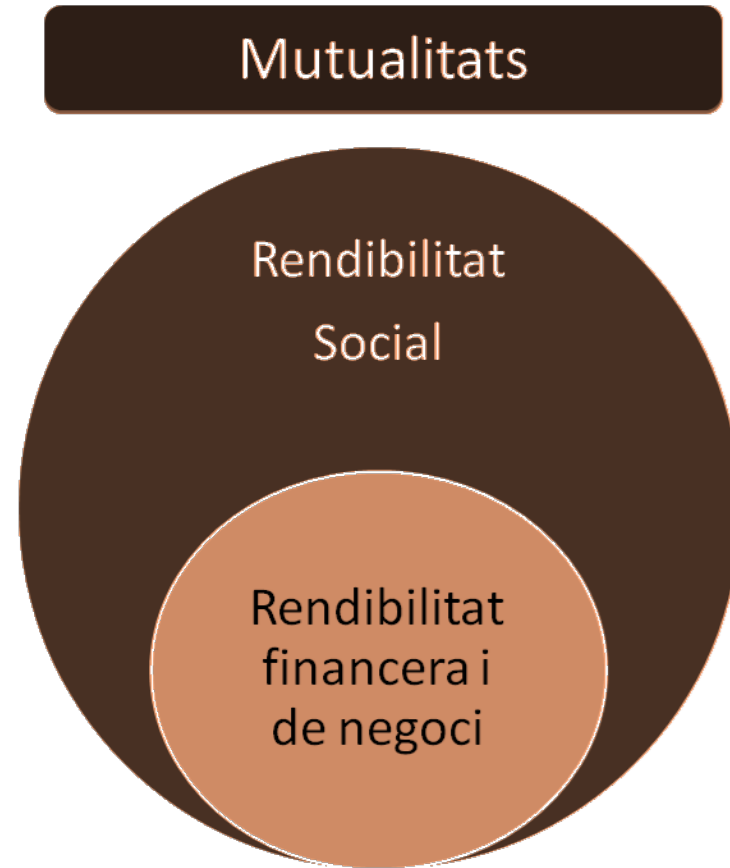 Mutualitats
Rendibilitat
Social
Rendibilitat
financera i
de negoci